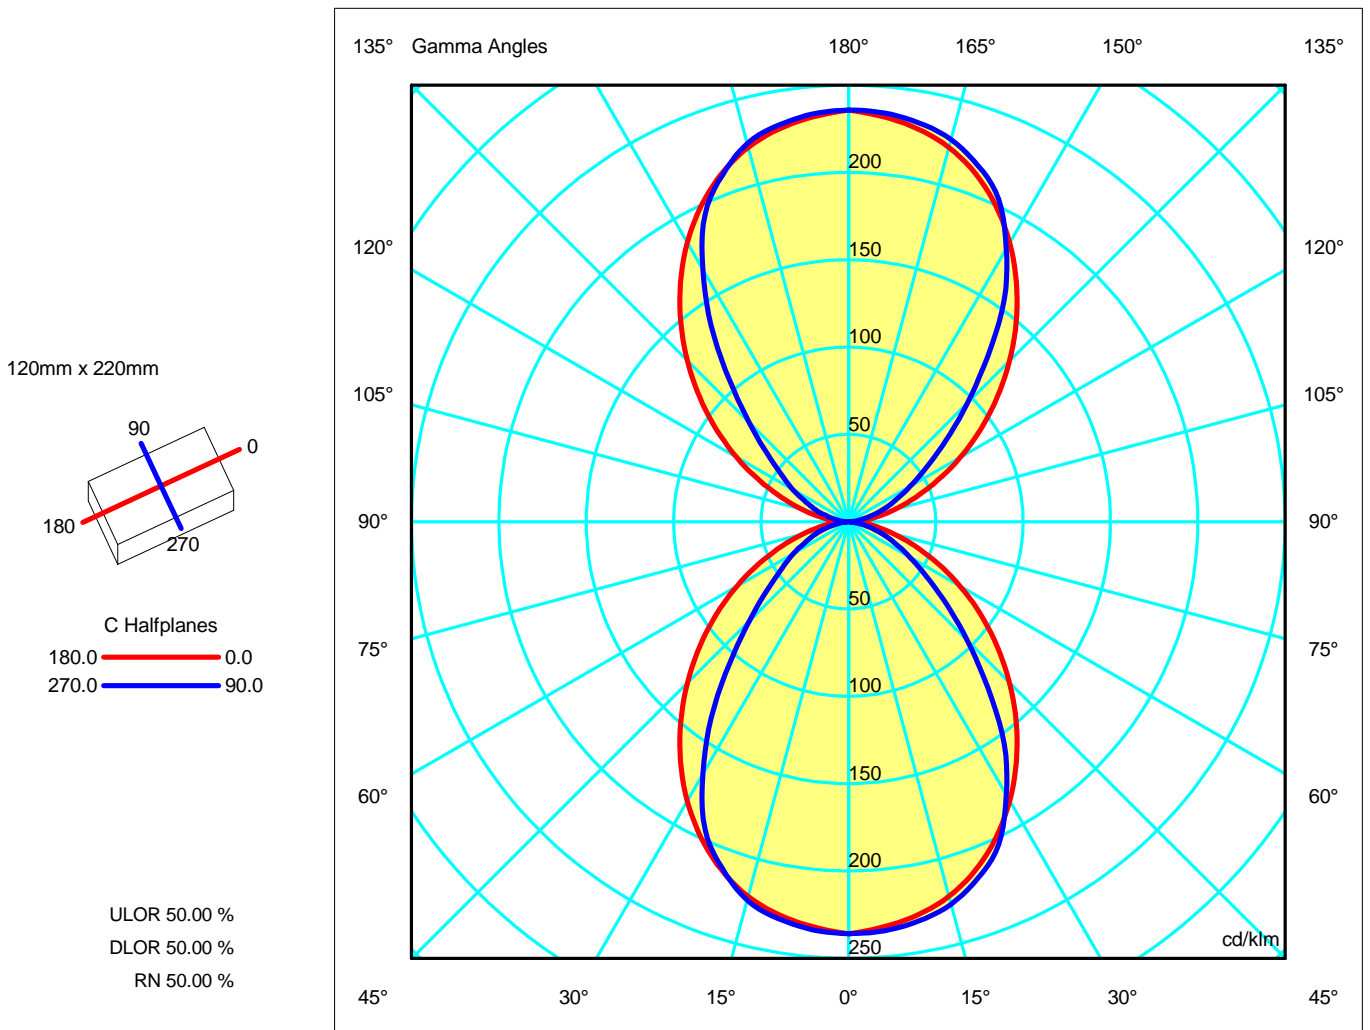 135° Gamma Angles 180° 165° 150° 135°
200
150
120° 120°
100
120mm x 220mm
105° 105°
50
90
0
90° 90°
180
270
50
C Halfplanes
75° 75°
180.0 0.0
270.0 90.0
100
150
60° 60°
200
ULOR 50.00 %
DLOR 50.00 %
250
cd/klm
RN 50.00 %
45° 30° 15° 0° 15° 30° 45°